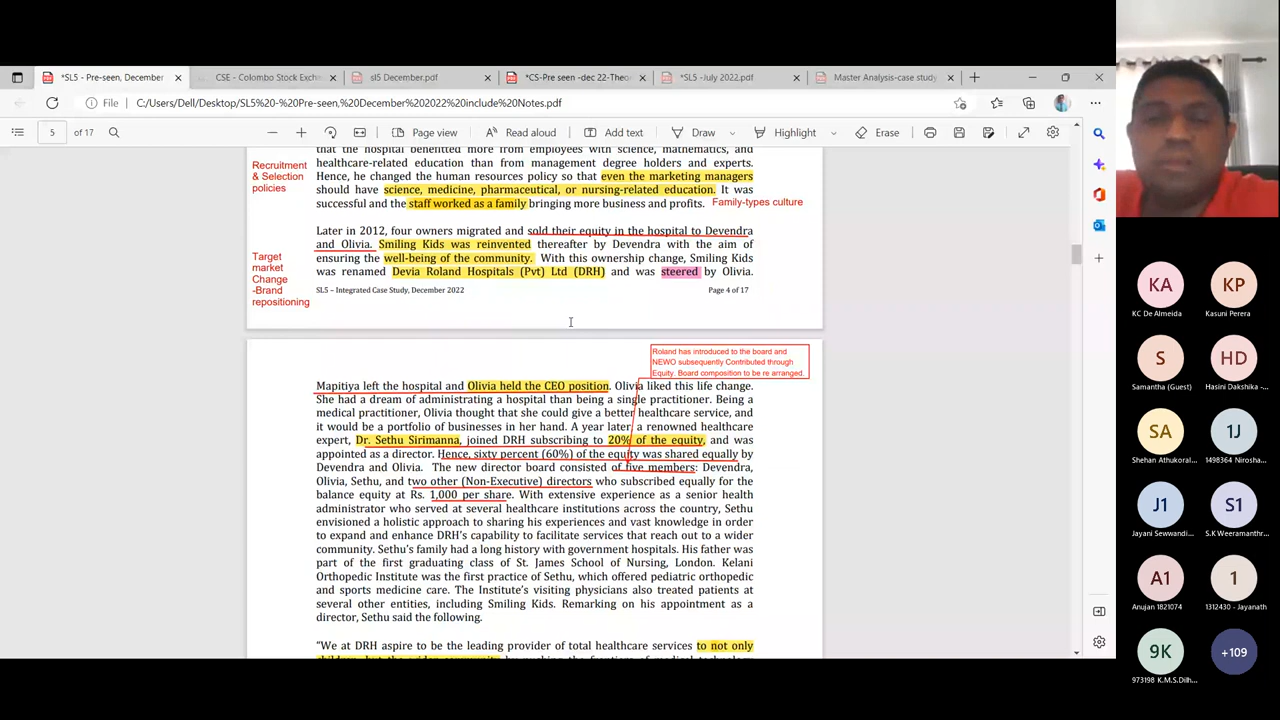 *SL5 - Pre-seen, December
CSE - Colombo Stock Exch
sl5 December.pdf
*CS-Pre seen -dec 22-Theo
*SL5 -July 2022.pdf
Master Analysis-case study
File
C:/Users/Dell/Desktop/SL5%20-%20Pre-seen,%20December%202022%20include%20Notes.pdf
5 of 17
Page view
Read aloud
Add text
Draw
Highlight
Erase
that the hospital benefitted more from employees with science, mathematics, and
healthcare-related education than from management degree holders and experts.
Hence, he changed the human resources policy so that even the marketing managers
should have science, medicine, pharmaceutical, or nursing-related education. It was
successful and the staff worked as a family bringing more business and profits.
Recruitment
& Selection
policies
Family-types culture
Later in 2012, four owners migrated and sold their equity in the hospital to Devendra
and Olivia. Smiling Kids was reinvented thereafter by Devendra with the aim of
ensuring the well-being of the community. With this ownership change, Smiling Kids
was renamed Devia Roland Hospitals (Pvt) Ltd (DRH) and was steered by Olivia.
Target
market
Change
-Brand
repositioning
SL5 – Integrated Case Study, December 2022
Page 4 of 17
Roland has introduced to the board and
NEWO subsequently Contributed through
Equity. Board composition to be re arranged.
Mapitiya left the hospital and Olivia held the CEO position. Olivia liked this life change.
She had a dream of administrating a hospital than being a single practitioner. Being a
medical practitioner, Olivia thought that she could give a better healthcare service, and
it would be a portfolio of businesses in her hand. A year later, a renowned healthcare
expert, Dr. Sethu Sirimanna, joined DRH subscribing to 20% of the equity, and was
appointed as a director. Hence, sixty percent (60%) of the equity was shared equally by
Devendra and Olivia. The new director board consisted of five members: Devendra,
Olivia, Sethu, and two other (Non-Executive) directors who subscribed equally for the
balance equity at Rs. 1,000 per share. With extensive experience as a senior health
administrator who served at several healthcare institutions across the country, Sethu
envisioned a holistic approach to sharing his experiences and vast knowledge in order
to expand and enhance DRH's capability to facilitate services that reach out to a wider
community. Sethu's family had a long history with government hospitals. His father was
part of the first graduating class of St. James School of Nursing, London. Kelani
Orthopedic Institute was the first practice of Sethu, which offered pediatric orthopedic
and sports medicine care. The Institute's visiting physicians also treated patients at
several other entities, including Smiling Kids. Remarking on his appointment as a
director, Sethu said the following.
“We at DRH aspire to be the leading provider of total healthcare services to not only
KA
KC De Almeida
KP
Kasuni Perera
S
Samantha (Guest)
HD
Hasini Dakshika -
SA
Shehan Athukoral
1J
1498364 Nirosha
J1
Jayani Sewwandi
S1
S.K Weeramanthr
A1
Anujan 1821074
1
1312430 - Jayanath
9K
973198 K.M.S.Dilh
+109